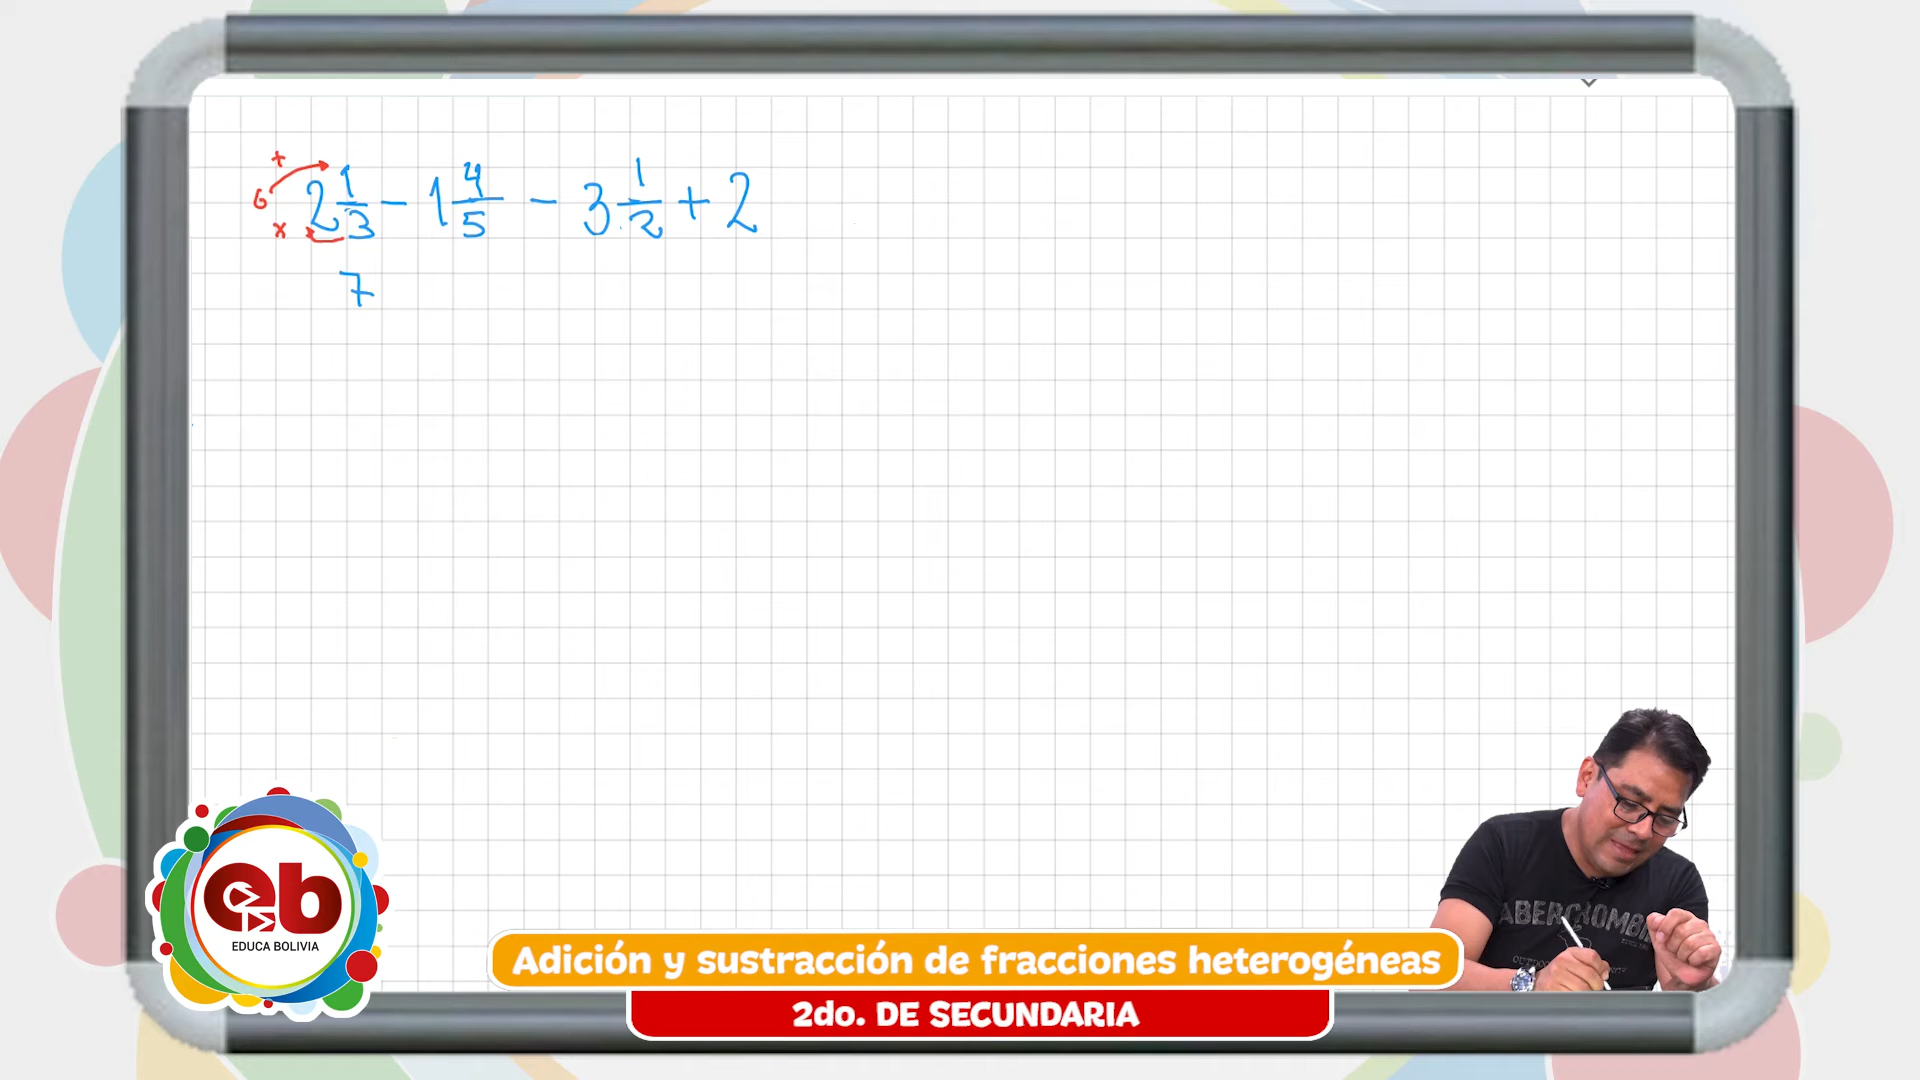 +
6 2 1/3 - 1 4/5 - 3 1/2 + 2
x
7
ABERCROMBIE
eb
EDUCA BOLIVIA
Adición y sustracción de fracciones heterogéneas
2do. DE SECUNDARIA